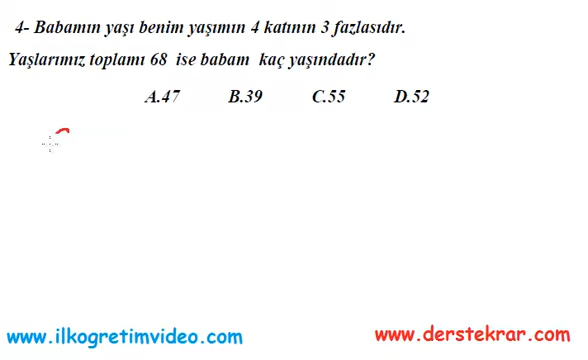 4- Babamın yaşı benim yaşımın 4 katının 3 fazlasıdır.
Yaşlarımız toplamı 68 ise babam kaç yaşındadır?
A.47 B.39 C.55 D.52
www.ilkogretimvideo.com www.derstekrar.com